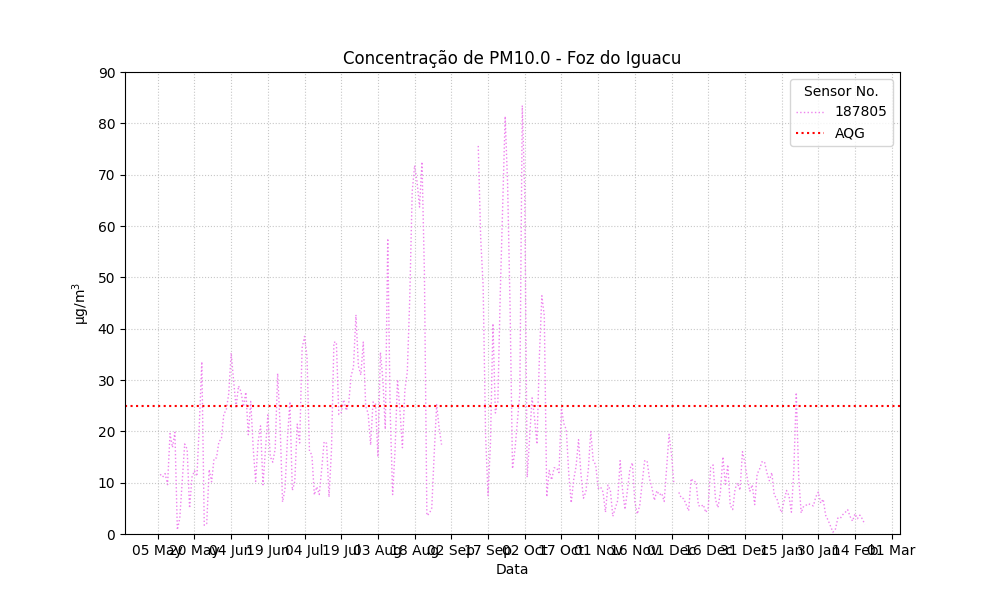 Concentração de PM10.0 - Foz do Iguacu
Sensor No.
187805
AQG
90
80
70
60
50
40
30
20
10
0
µg/m³
05 May 20 May 04 Jun 19 Jun 04 Jul 19 Jul 03 Aug 18 Aug 02 Sep 17 Sep 02 Oct 17 Oct 01 Nov 16 Nov 01 Dec 16 Dec 31 Dec 15 Jan 30 Jan 14 Feb 01 Mar
Data